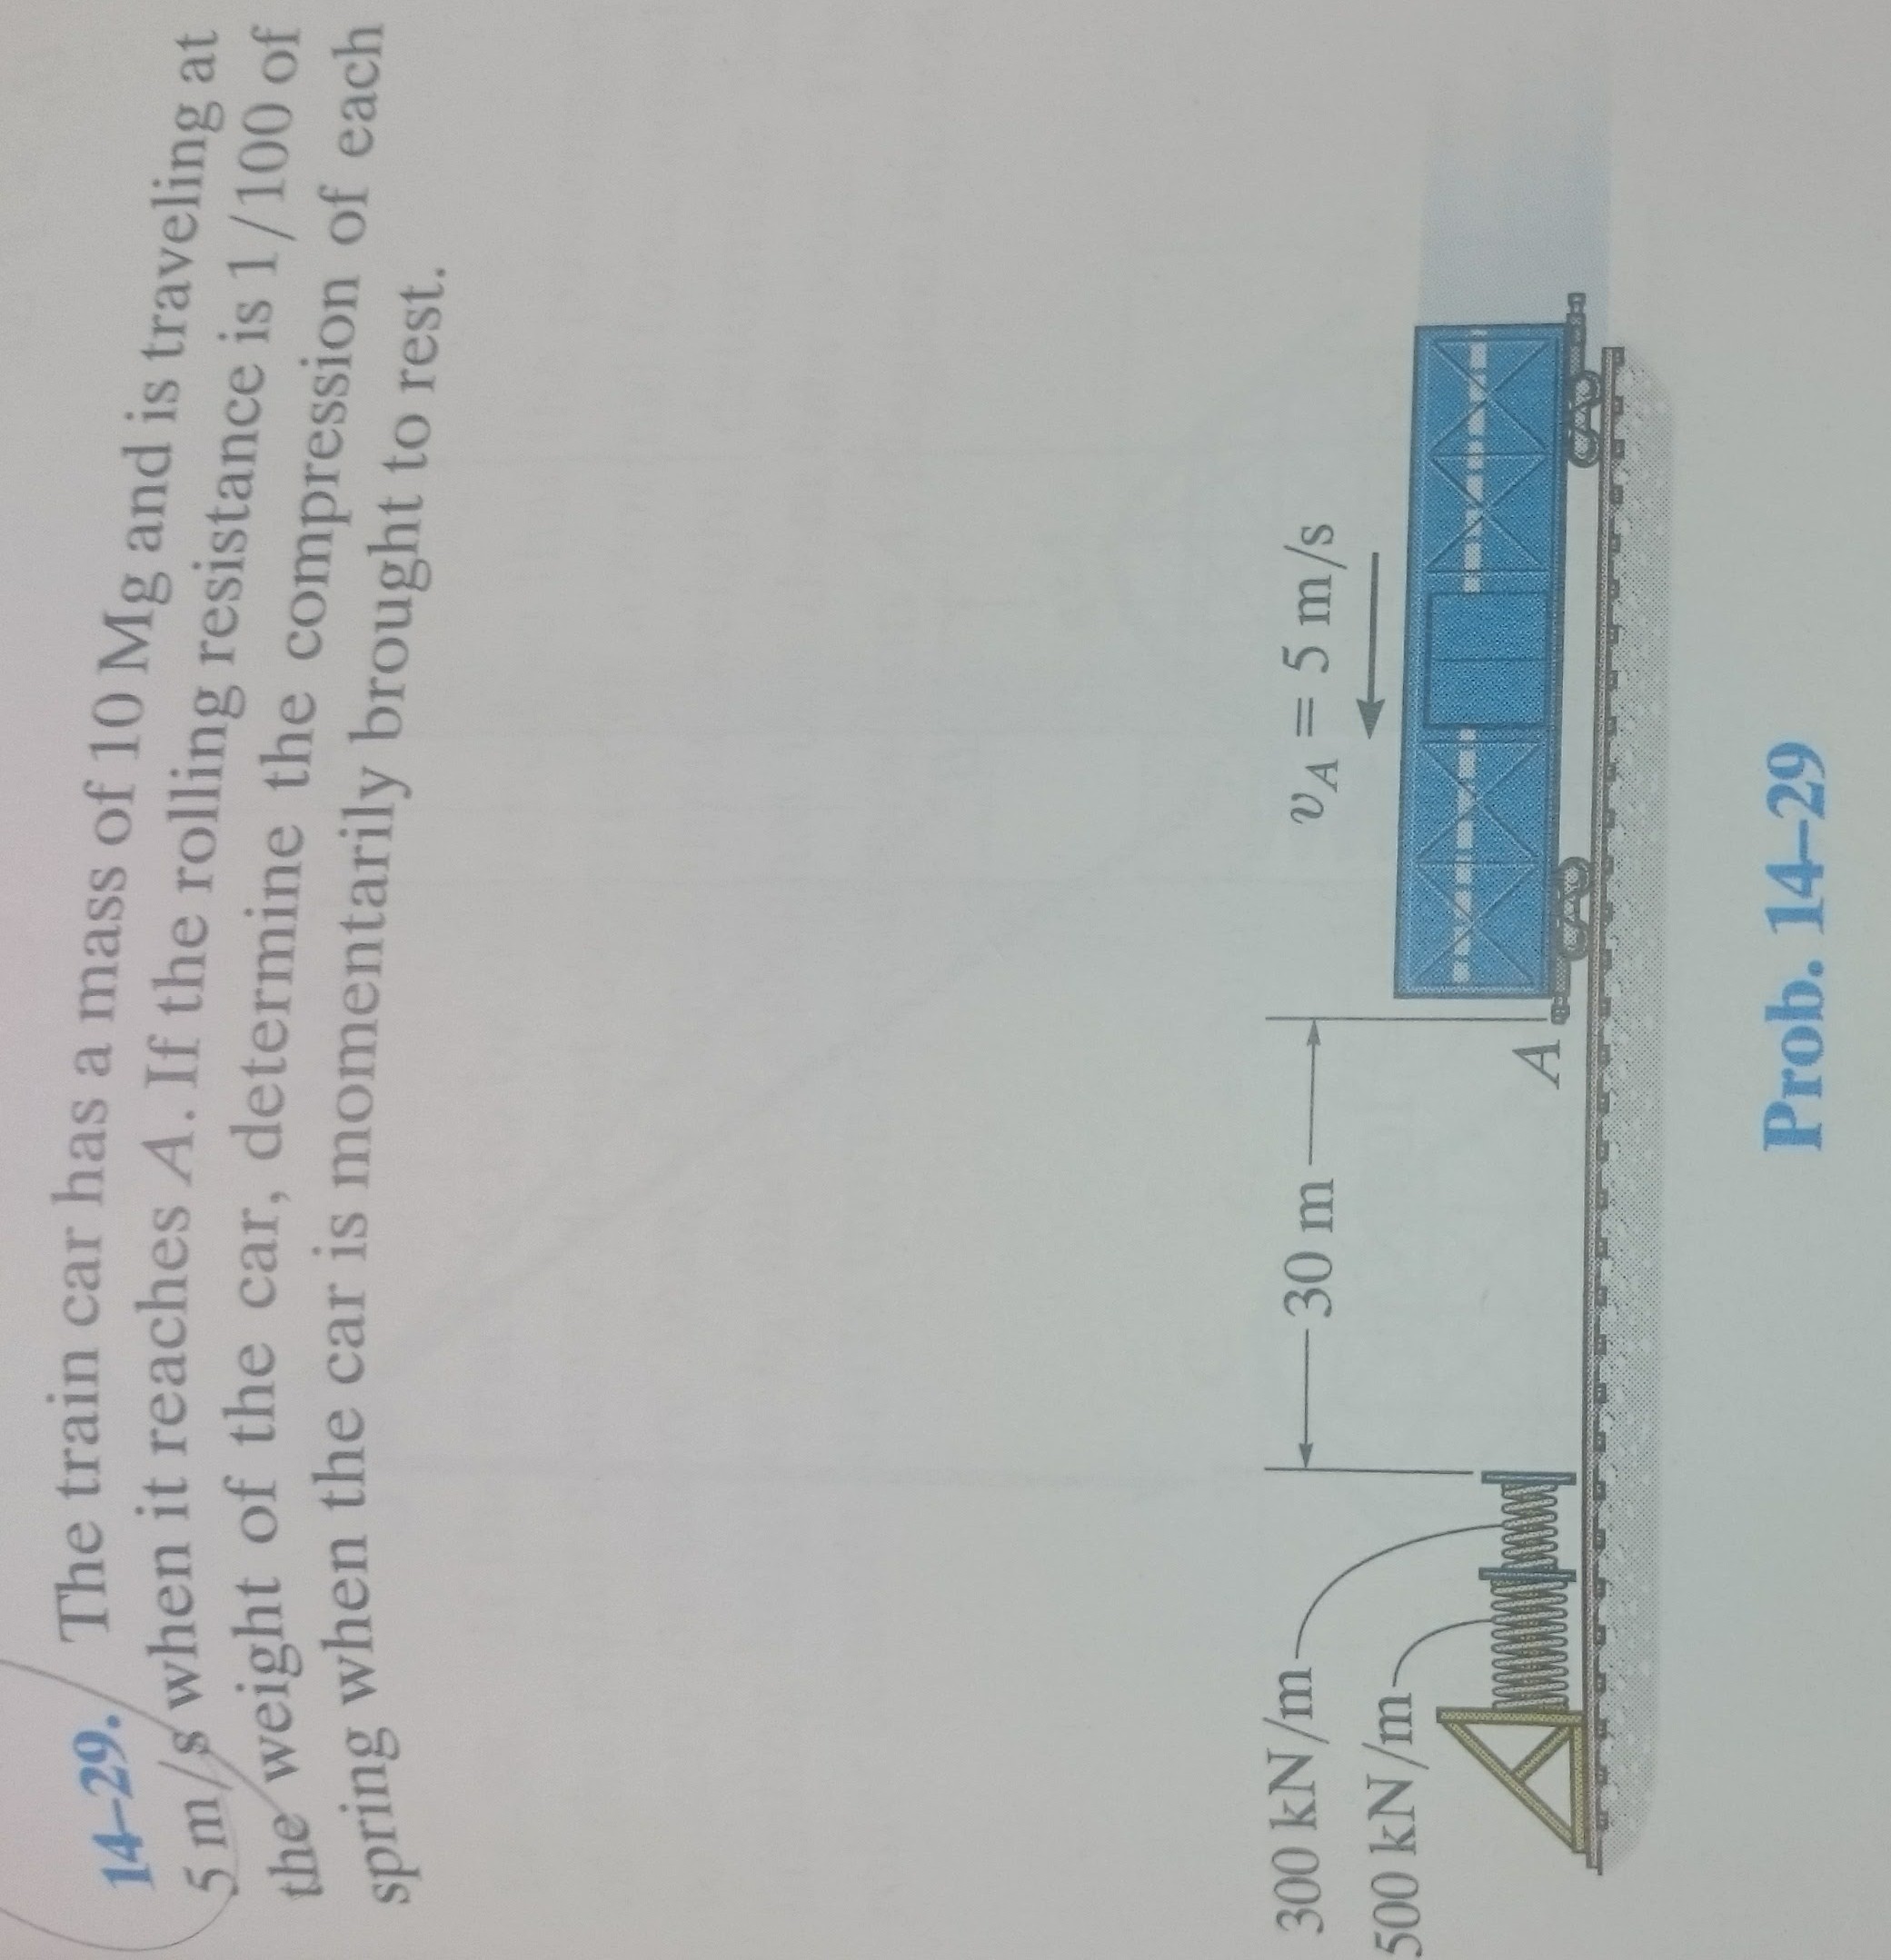 14–29. The train car has a mass of 10 Mg and is traveling at
5 m/s when it reaches A. If the rolling resistance is 1/100 of
the weight of the car, determine the compression of each
spring when the car is momentarily brought to rest.
300 kN/m
30 m
vA = 5 m/s
500 kN/m
A
Prob. 14–29